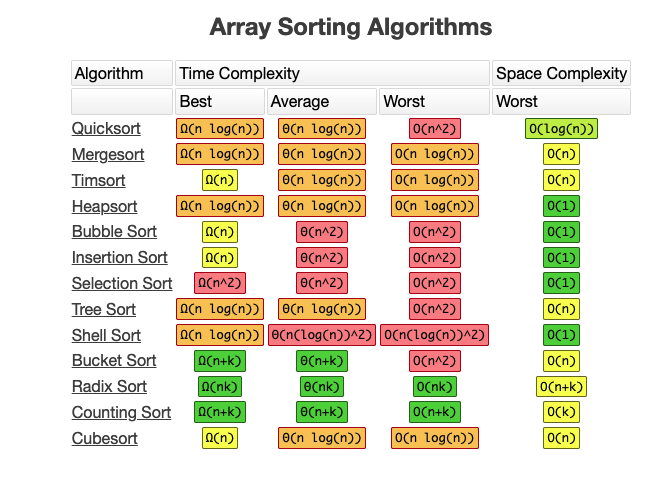 Array Sorting Algorithms
Algorithm Time Complexity Space Complexity
Best Average Worst Worst
Quicksort Ω(n log(n)) Θ(n log(n)) O(n^2) O(log(n))
Mergesort Ω(n log(n)) Θ(n log(n)) O(n log(n)) O(n)
Timsort Ω(n) Θ(n log(n)) O(n log(n)) O(n)
Heapsort Ω(n log(n)) Θ(n log(n)) O(n log(n)) O(1)
Bubble Sort Ω(n) Θ(n^2) O(n^2) O(1)
Insertion Sort Ω(n) Θ(n^2) O(n^2) O(1)
Selection Sort Ω(n^2) Θ(n^2) O(n^2) O(1)
Tree Sort Ω(n log(n)) Θ(n log(n)) O(n^2) O(n)
Shell Sort Ω(n log(n)) Θ(n(log(n))^2) O(n(log(n))^2) O(1)
Bucket Sort Ω(n+k) Θ(n+k) O(n^2) O(n)
Radix Sort Ω(nk) Θ(nk) O(nk) O(n+k)
Counting Sort Ω(n+k) Θ(n+k) O(n+k) O(k)
Cubesort Ω(n) Θ(n log(n)) O(n log(n)) O(n)